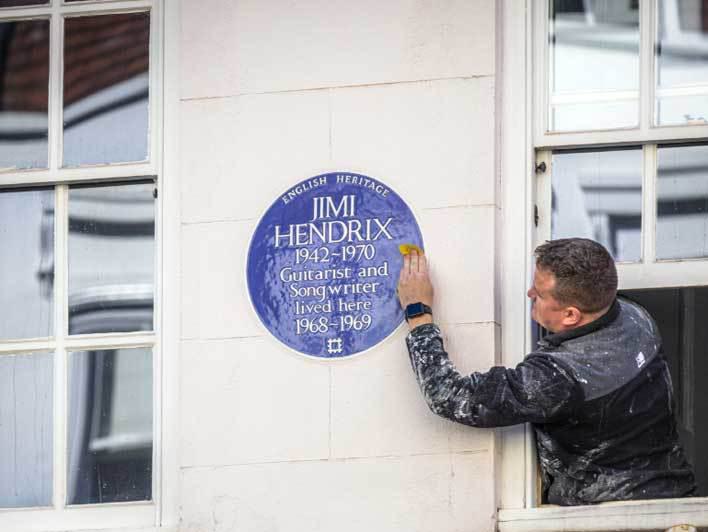 ENGLISH HERITAGE
JIMI
HENDRIX
1942~1970
Guitarist and
Songwriter
lived here
1968~1969